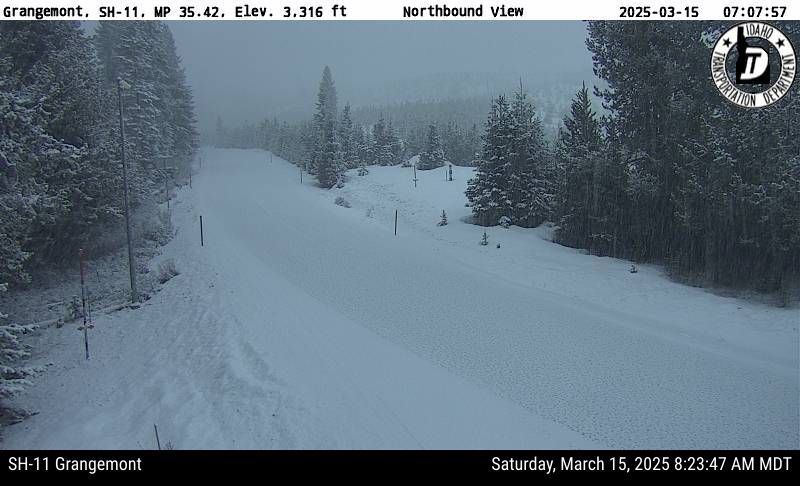 Grangemont, SH-11, MP 35.42, Elev. 3,316 ft Northbound View 2025-03-15 07:07:57
IDAHO
TRANSPORTATION DEPARTMENT
SH-11 Grangemont Saturday, March 15, 2025 8:23:47 AM MDT